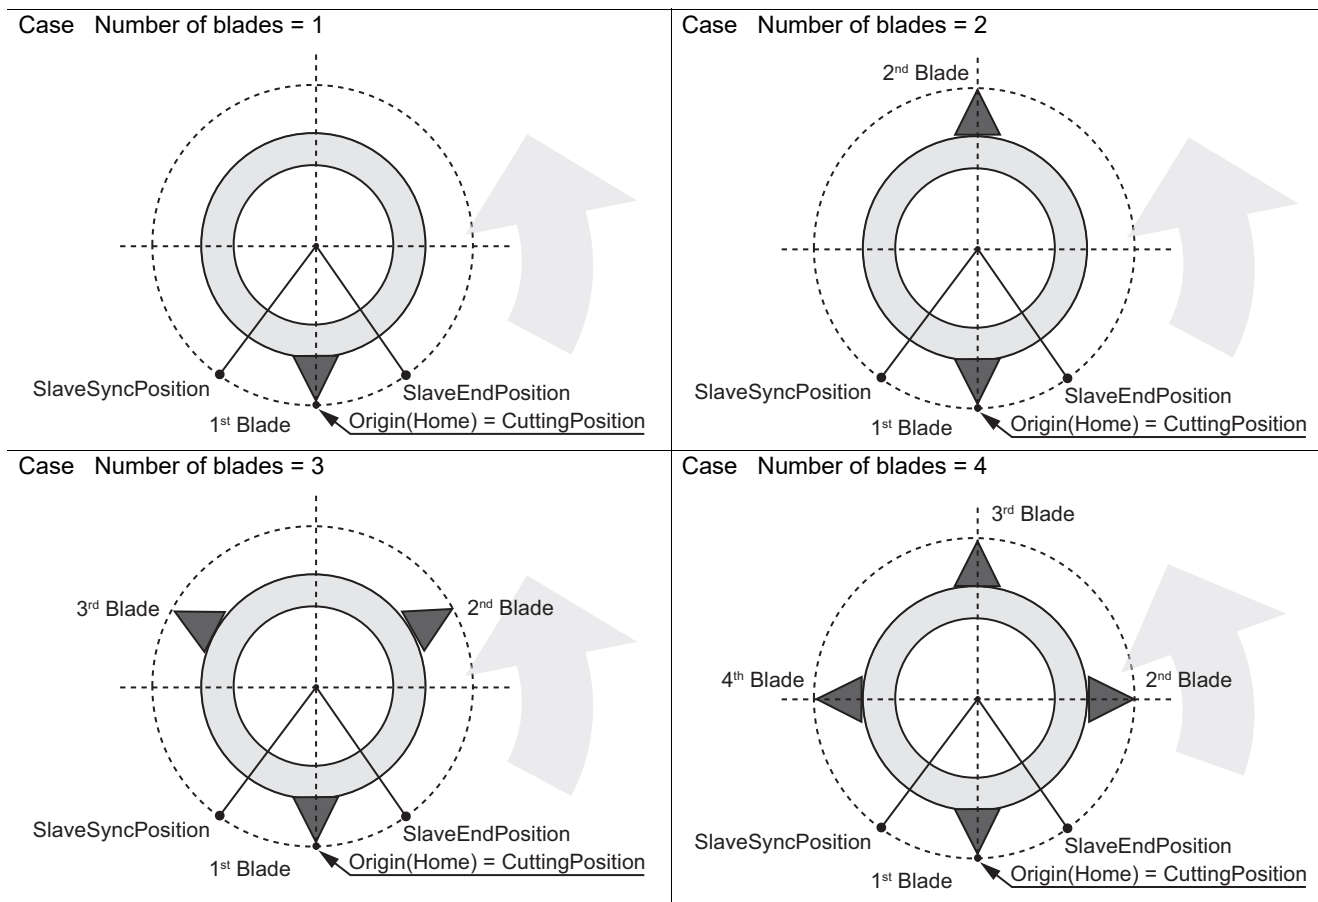 Case Number of blades = 1
SlaveSyncPosition
SlaveEndPosition
1st Blade
Origin(Home) = CuttingPosition
Case Number of blades = 2
2nd Blade
SlaveSyncPosition
SlaveEndPosition
1st Blade
Origin(Home) = CuttingPosition
Case Number of blades = 3
3rd Blade
2nd Blade
SlaveSyncPosition
SlaveEndPosition
1st Blade
Origin(Home) = CuttingPosition
Case Number of blades = 4
3rd Blade
4th Blade
2nd Blade
SlaveSyncPosition
SlaveEndPosition
1st Blade
Origin(Home) = CuttingPosition